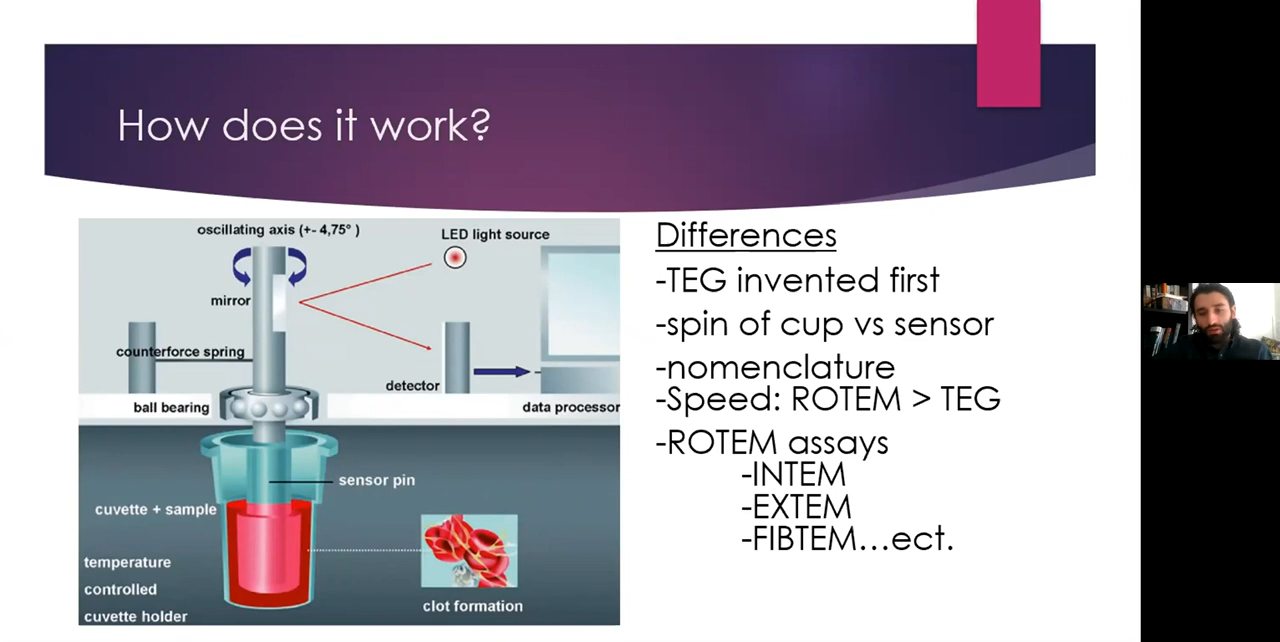 How does it work?
oscillating axis (+- 4,75° )
LED light source
mirror
counterforce spring
detector
ball bearing
data processor
sensor pin
cuvette + sample
temperature
controlled
cuvette holder
clot formation
Differences
-TEG invented first
-spin of cup vs sensor
-nomenclature
-Speed: ROTEM > TEG
-ROTEM assays
-INTEM
-EXTEM
-FIBTEM...ect.